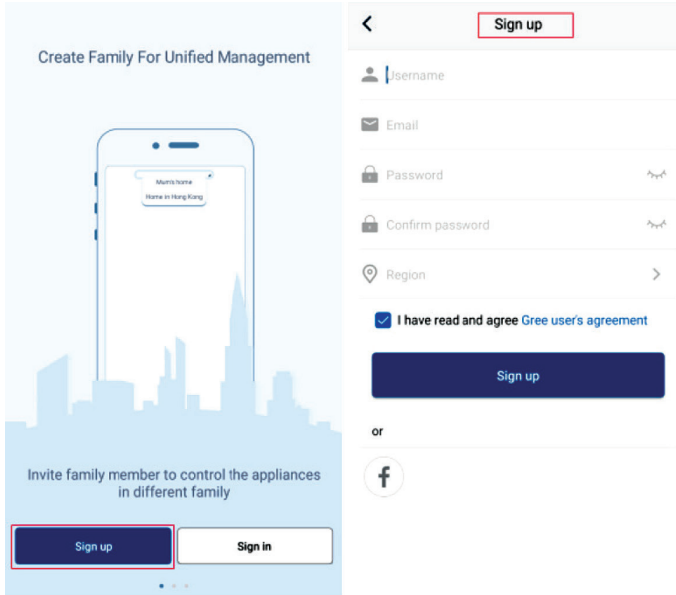 Create Family For Unified Management
Mum's home
Home in Hong Kong
Invite family member to control the appliances
in different family
Sign up
Sign in
Sign up
Username
Email
Password
Confirm password
Region
I have read and agree Gree user's agreement
Sign up
or
f